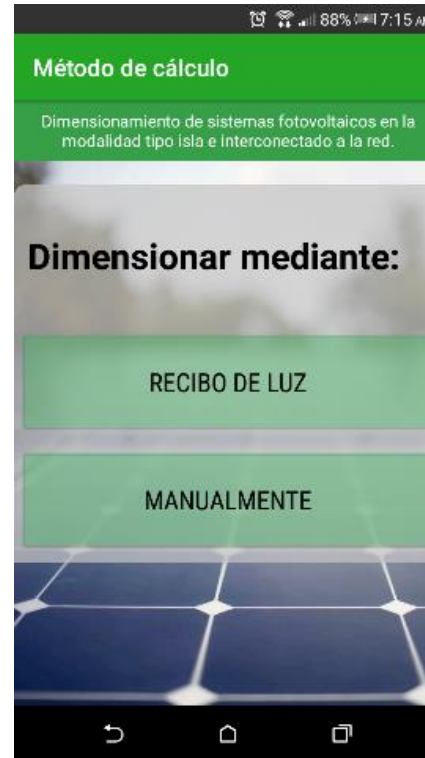 88% 7:15 A
Método de cálculo
Dimensionamiento de sistemas fotovoltaicos en la
modalidad tipo isla e interconectado a la red.
Dimensionar mediante:
RECIBO DE LUZ
MANUALMENTE